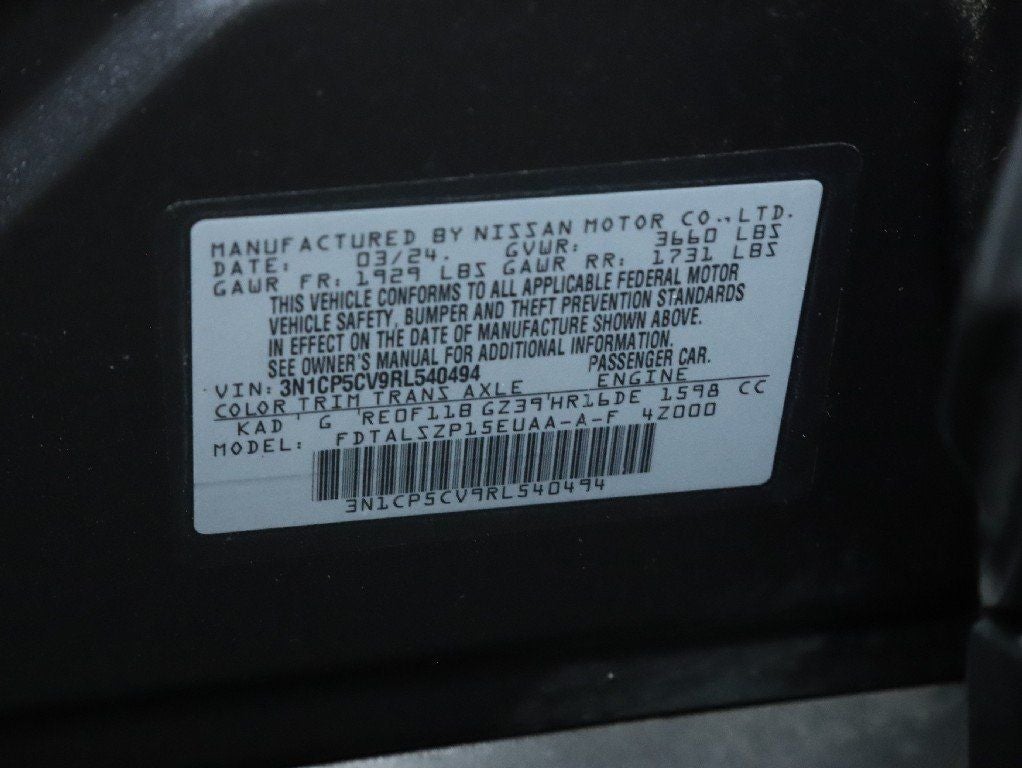 MANUFACTURED BY NISSAN MOTOR CO.,LTD.
DATE: 03/24. GVWR: 3660 LBS
GAWR FR: 1929 LBS GAWR RR: 1731 LBS
THIS VEHICLE CONFORMS TO ALL APPLICABLE FEDERAL MOTOR
VEHICLE SAFETY, BUMPER AND THEFT PREVENTION STANDARDS
IN EFFECT ON THE DATE OF MANUFACTURE SHOWN ABOVE.
SEE OWNER'S MANUAL FOR ADDITIONAL INFORMATION.
VIN: 3N1CP5CV9RL540494 PASSENGER CAR.
COLOR TRIM TRANS AXLE ENGINE
KAD G RE0F11B GZ39 HR16DE 1598 CC
MODEL: FDTALSZP15EUAA-A-F 4Z000
3N1CP5CV9RL540494